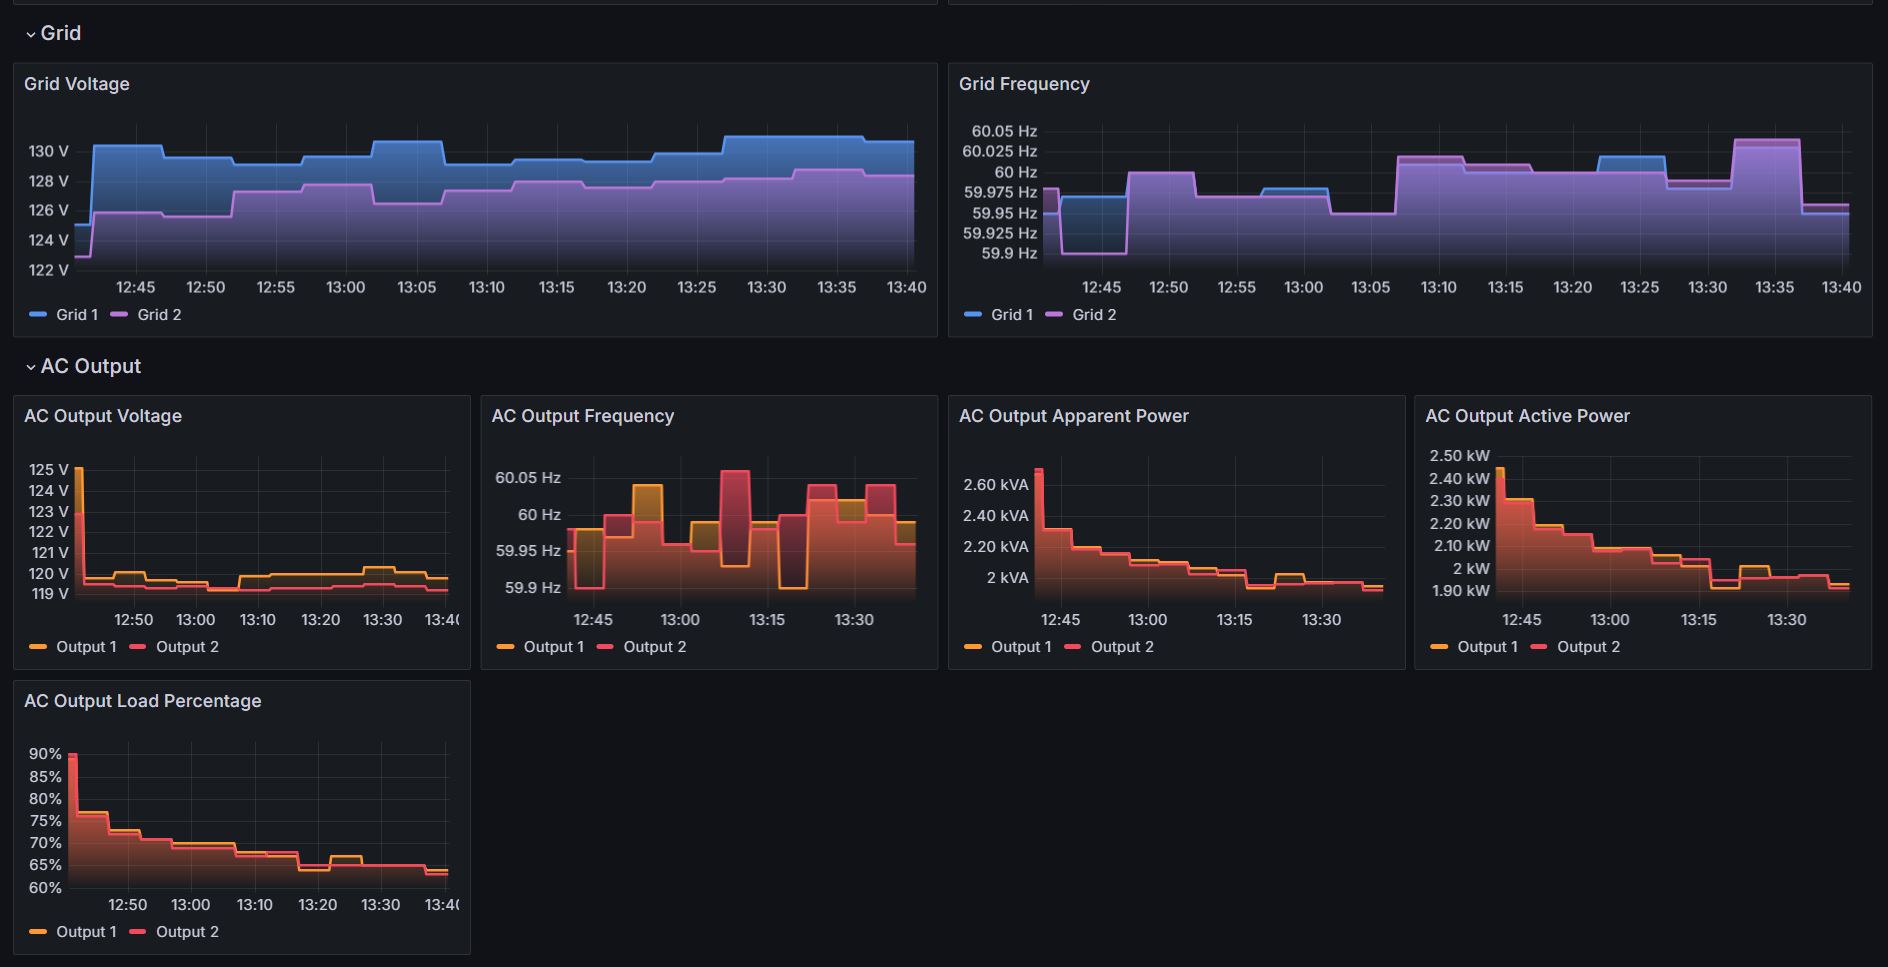 Grid
Grid Voltage
130 V
128 V
126 V
124 V
122 V
12:45 12:50 12:55 13:00 13:05 13:10 13:15 13:20 13:25 13:30 13:35 13:40
Grid 1 Grid 2
Grid Frequency
60.05 Hz
60.025 Hz
60 Hz
59.975 Hz
59.95 Hz
59.925 Hz
59.9 Hz
12:45 12:50 12:55 13:00 13:05 13:10 13:15 13:20 13:25 13:30 13:35 13:40
Grid 1 Grid 2
AC Output
AC Output Voltage
125 V
124 V
123 V
122 V
121 V
120 V
119 V
12:50 13:00 13:10 13:20 13:30 13:40
Output 1 Output 2
AC Output Frequency
60.05 Hz
60 Hz
59.95 Hz
59.9 Hz
12:45 13:00 13:15 13:30
Output 1 Output 2
AC Output Apparent Power
2.60 kVA
2.40 kVA
2.20 kVA
2 kVA
12:45 13:00 13:15 13:30
Output 1 Output 2
AC Output Active Power
2.50 kW
2.40 kW
2.30 kW
2.20 kW
2.10 kW
2 kW
1.90 kW
12:45 13:00 13:15 13:30
Output 1 Output 2
AC Output Load Percentage
90%
85%
80%
75%
70%
65%
60%
12:50 13:00 13:10 13:20 13:30 13:40
Output 1 Output 2